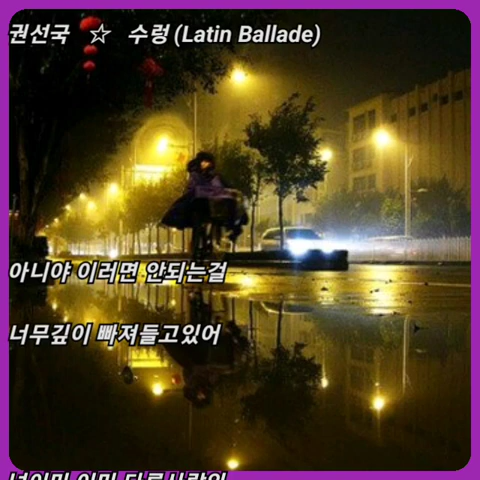 권선국 ☆ 수렁 (Latin Ballade)
아니야 이러면 안되는걸
너무깊이 빠져들고있어